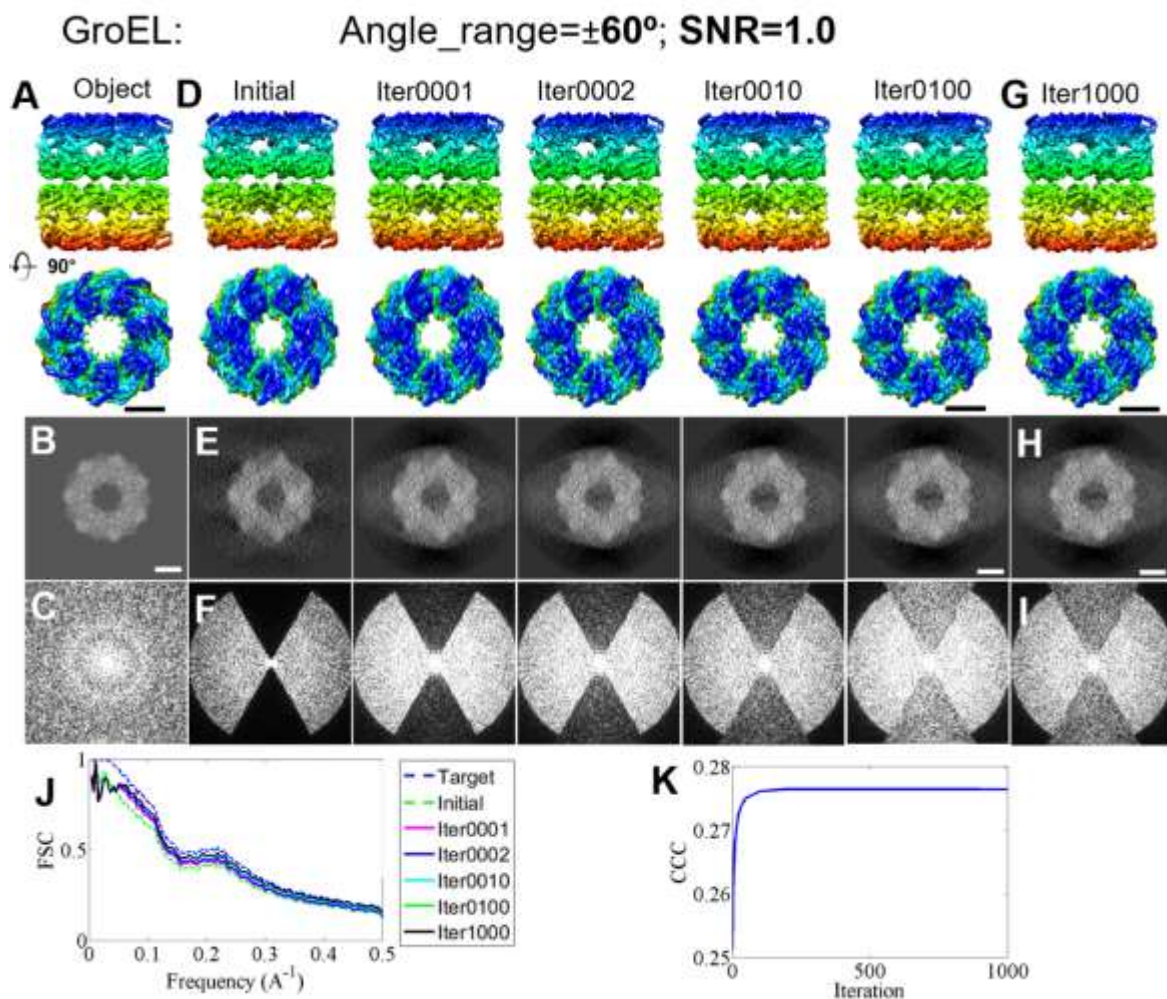 GroEL: Angle_range=±60º; SNR=1.0
A Object D Initial Iter0001 Iter0002 Iter0010 Iter0100 G Iter1000
90°
B E H
C F I
J
1
0.5
0
FSC
0 0.1 0.2 0.3 0.4 0.5
Frequency (A⁻¹)
Target
Initial
Iter0001
Iter0002
Iter0010
Iter0100
Iter1000
K
0.28
0.27
0.26
0.25
CCC
0 500 1000
Iteration